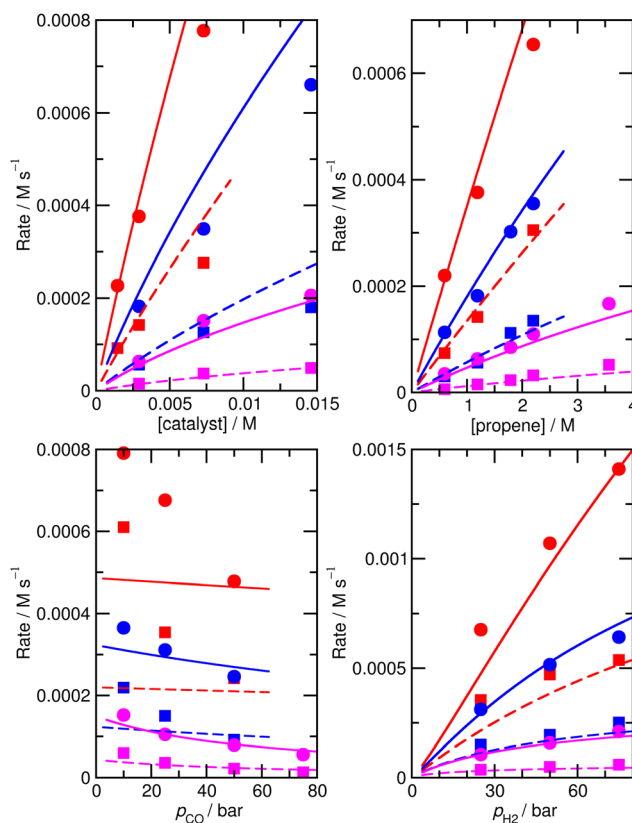 0.0008
0.0006
0.0004
0.0002
0
Rate / M s⁻¹
0 0.005 0.01 0.015
[catalyst] / M
0.0006
0.0004
0.0002
0
Rate / M s⁻¹
0 1 2 3 4
[propene] / M
0.0008
0.0006
0.0004
0.0002
0
Rate / M s⁻¹
0 20 40 60 80
pCO / bar
0.0015
0.001
0.0005
0
Rate / M s⁻¹
0 30 60
pH2 / bar